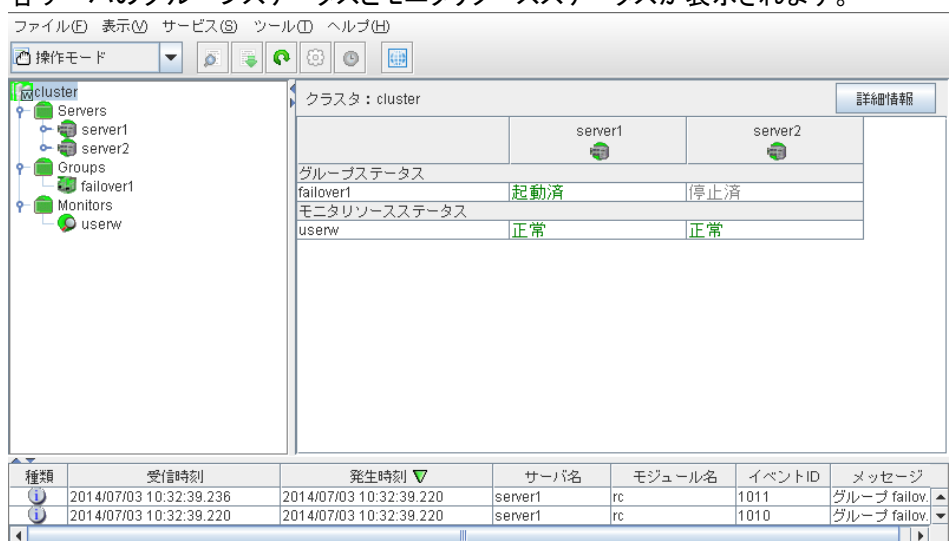 各サーバのグループステータスとモニタリソースステータスが表示されます。
ファイル(F) 表示(V) サービス(S) ツール(T) ヘルプ(H)
操作モード
cluster
Servers
server1
server2
Groups
failover1
Monitors
userw
クラスタ：cluster
詳細情報
server1 server2
グループステータス
failover1 起動済 停止済
モニタリソースステータス
userw 正常 正常
種類 受信時刻 発生時刻 サーバ名 モジュール名 イベントID メッセージ
2014/07/03 10:32:39.236 2014/07/03 10:32:39.220 server1 rc 1011 グループ failov.
2014/07/03 10:32:39.220 2014/07/03 10:32:39.220 server1 rc 1010 グループ failov.